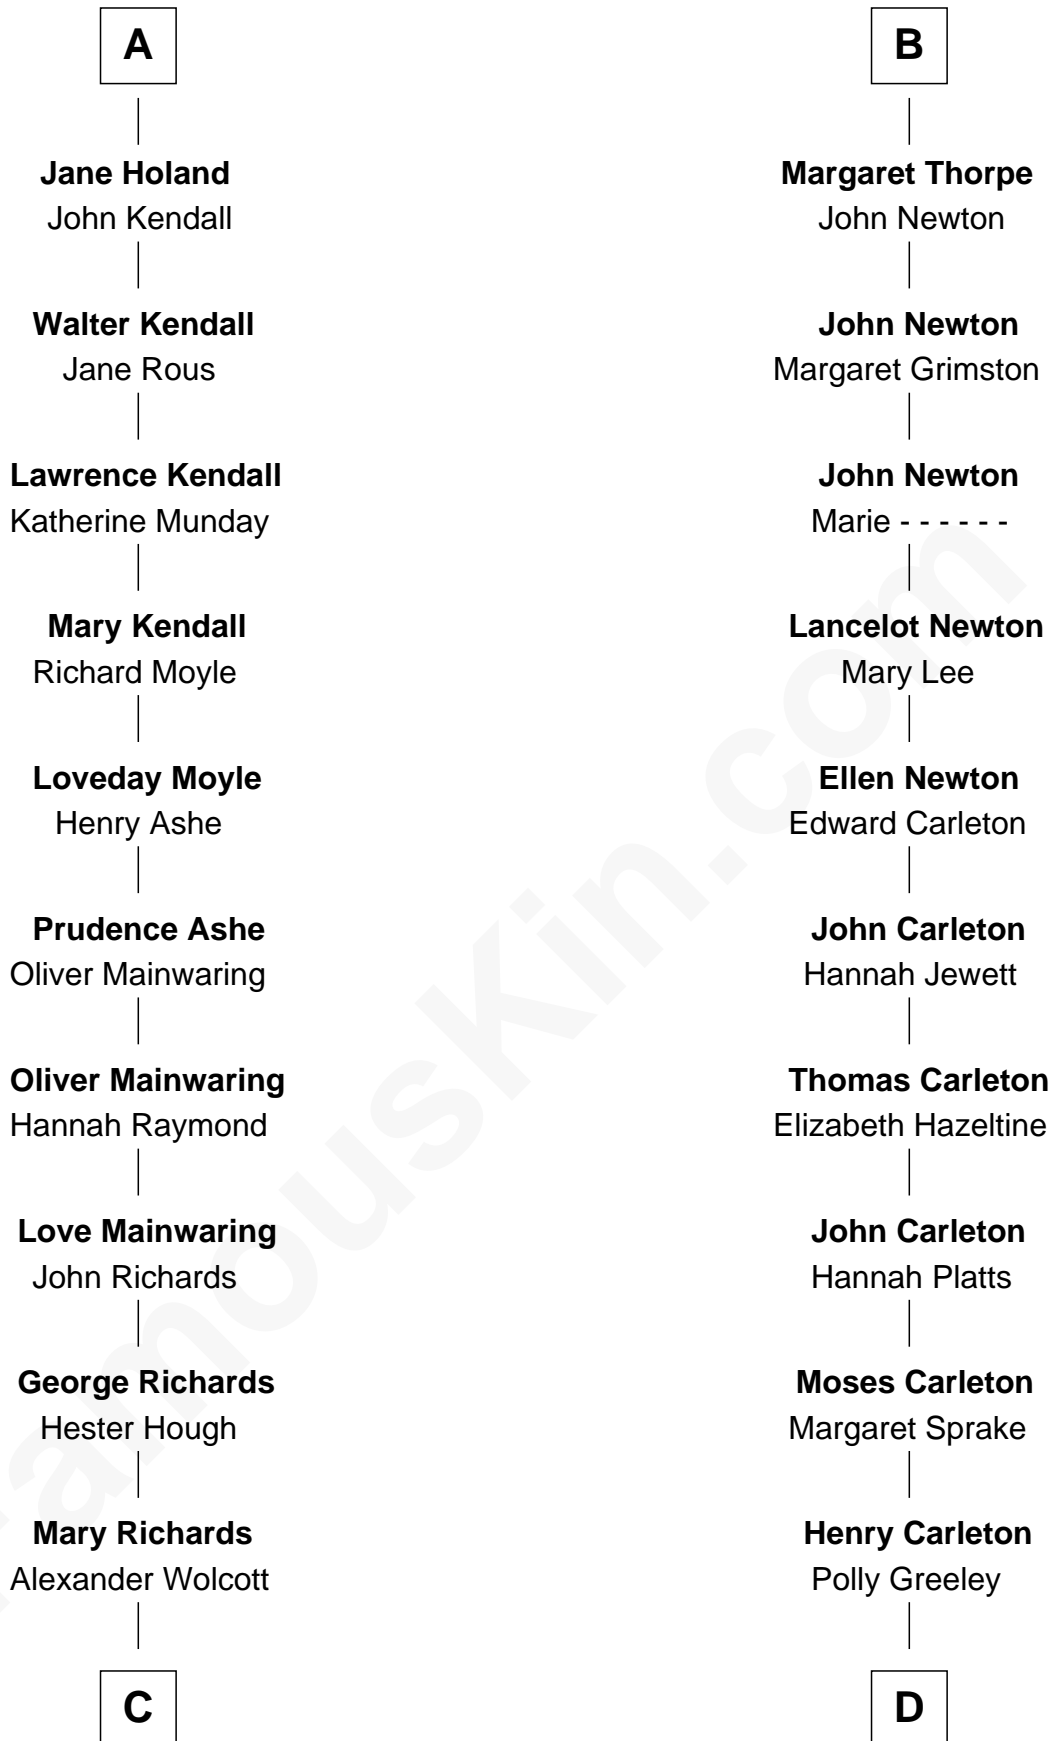 A
Jane Holand
John Kendall
Walter Kendall
Jane Rous
Lawrence Kendall
Katherine Munday
Mary Kendall
Richard Moyle
Loveday Moyle
Henry Ashe
Prudence Ashe
Oliver Mainwaring
Oliver Mainwaring
Hannah Raymond
Love Mainwaring
John Richards
George Richards
Hester Hough
Mary Richards
Alexander Wolcott
C
B
Margaret Thorpe
John Newton
John Newton
Margaret Grimston
John Newton
Marie - - - - - -
Lancelot Newton
Mary Lee
Ellen Newton
Edward Carleton
John Carleton
Hannah Jewett
Thomas Carleton
Elizabeth Hazeltine
John Carleton
Hannah Platts
Moses Carleton
Margaret Sprake
Henry Carleton
Polly Greeley
D
FamousKin.com